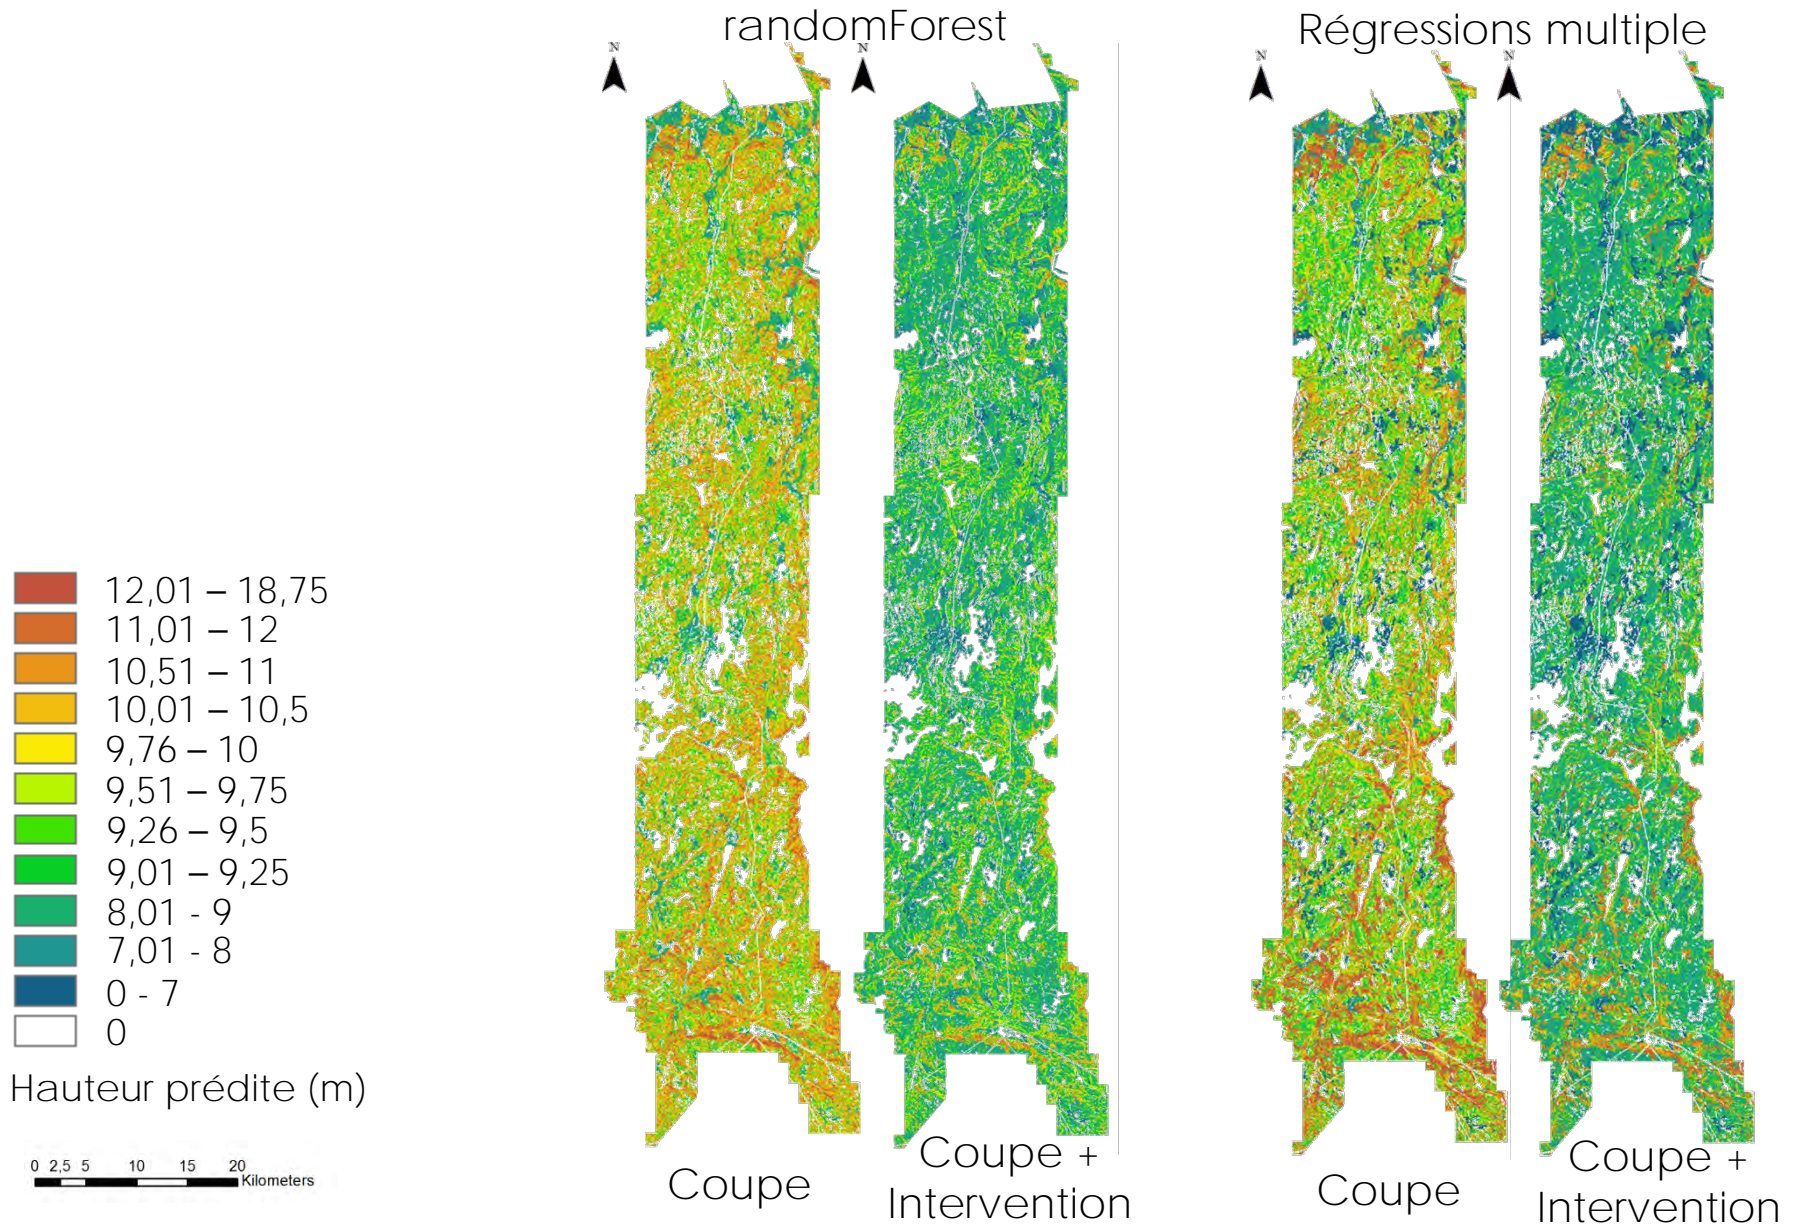 randomForest
Régressions multiple
N
N
N
N
12,01 – 18,75
11,01 – 12
10,51 – 11
10,01 – 10,5
9,76 – 10
9,51 – 9,75
9,26 – 9,5
9,01 – 9,25
8,01 - 9
7,01 - 8
0 - 7
0
Hauteur prédite (m)
0 2,5 5 10 15 20
Kilometers
Coupe
Coupe +
Intervention
Coupe
Coupe +
Intervention